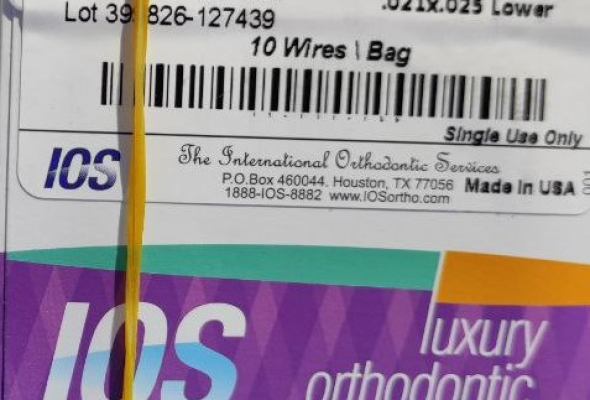 .021x.025 Lower
Lot 39 826-127439
10 Wires \ Bag
Single Use Only
IOS
The International Orthodontic Services
P.O.Box 460044. Houston, TX 77056 Made in USA
1888-IOS-8882 www.IOSortho.com
IOS
luxury
orthodontic